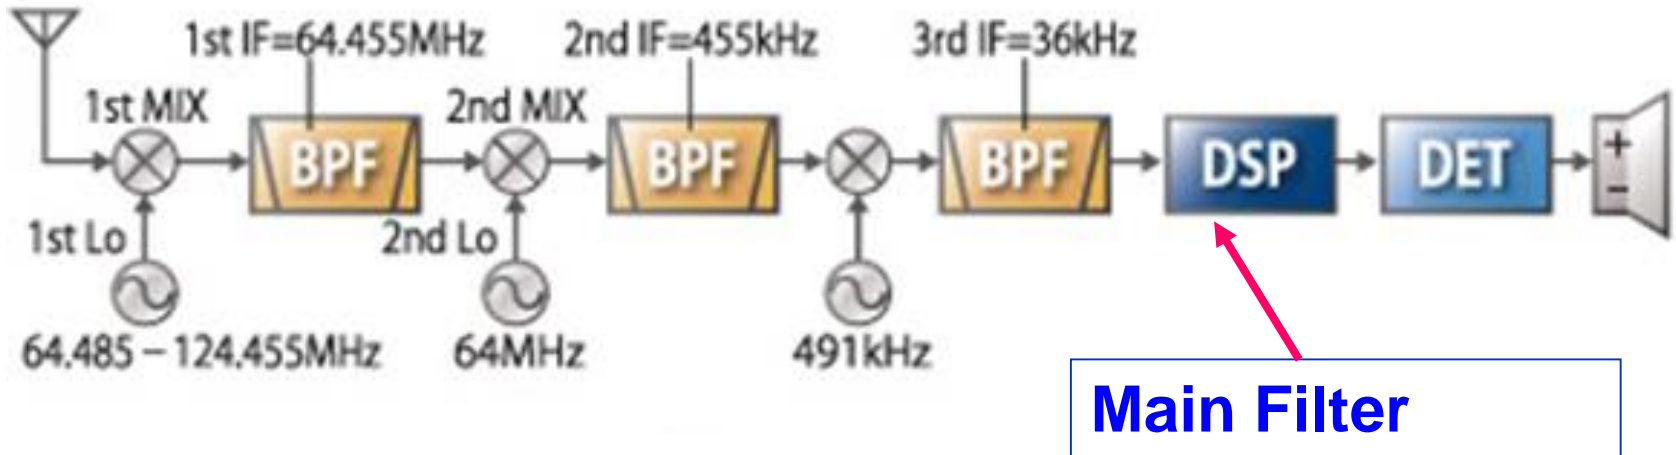 1st IF=64.455MHz
2nd IF=455kHz
3rd IF=36kHz
1st MIX
2nd MIX
BPF
BPF
BPF
DSP
DET
+
−
1st Lo
2nd Lo
64.485 – 124.455MHz
64MHz
491kHz
Main Filter